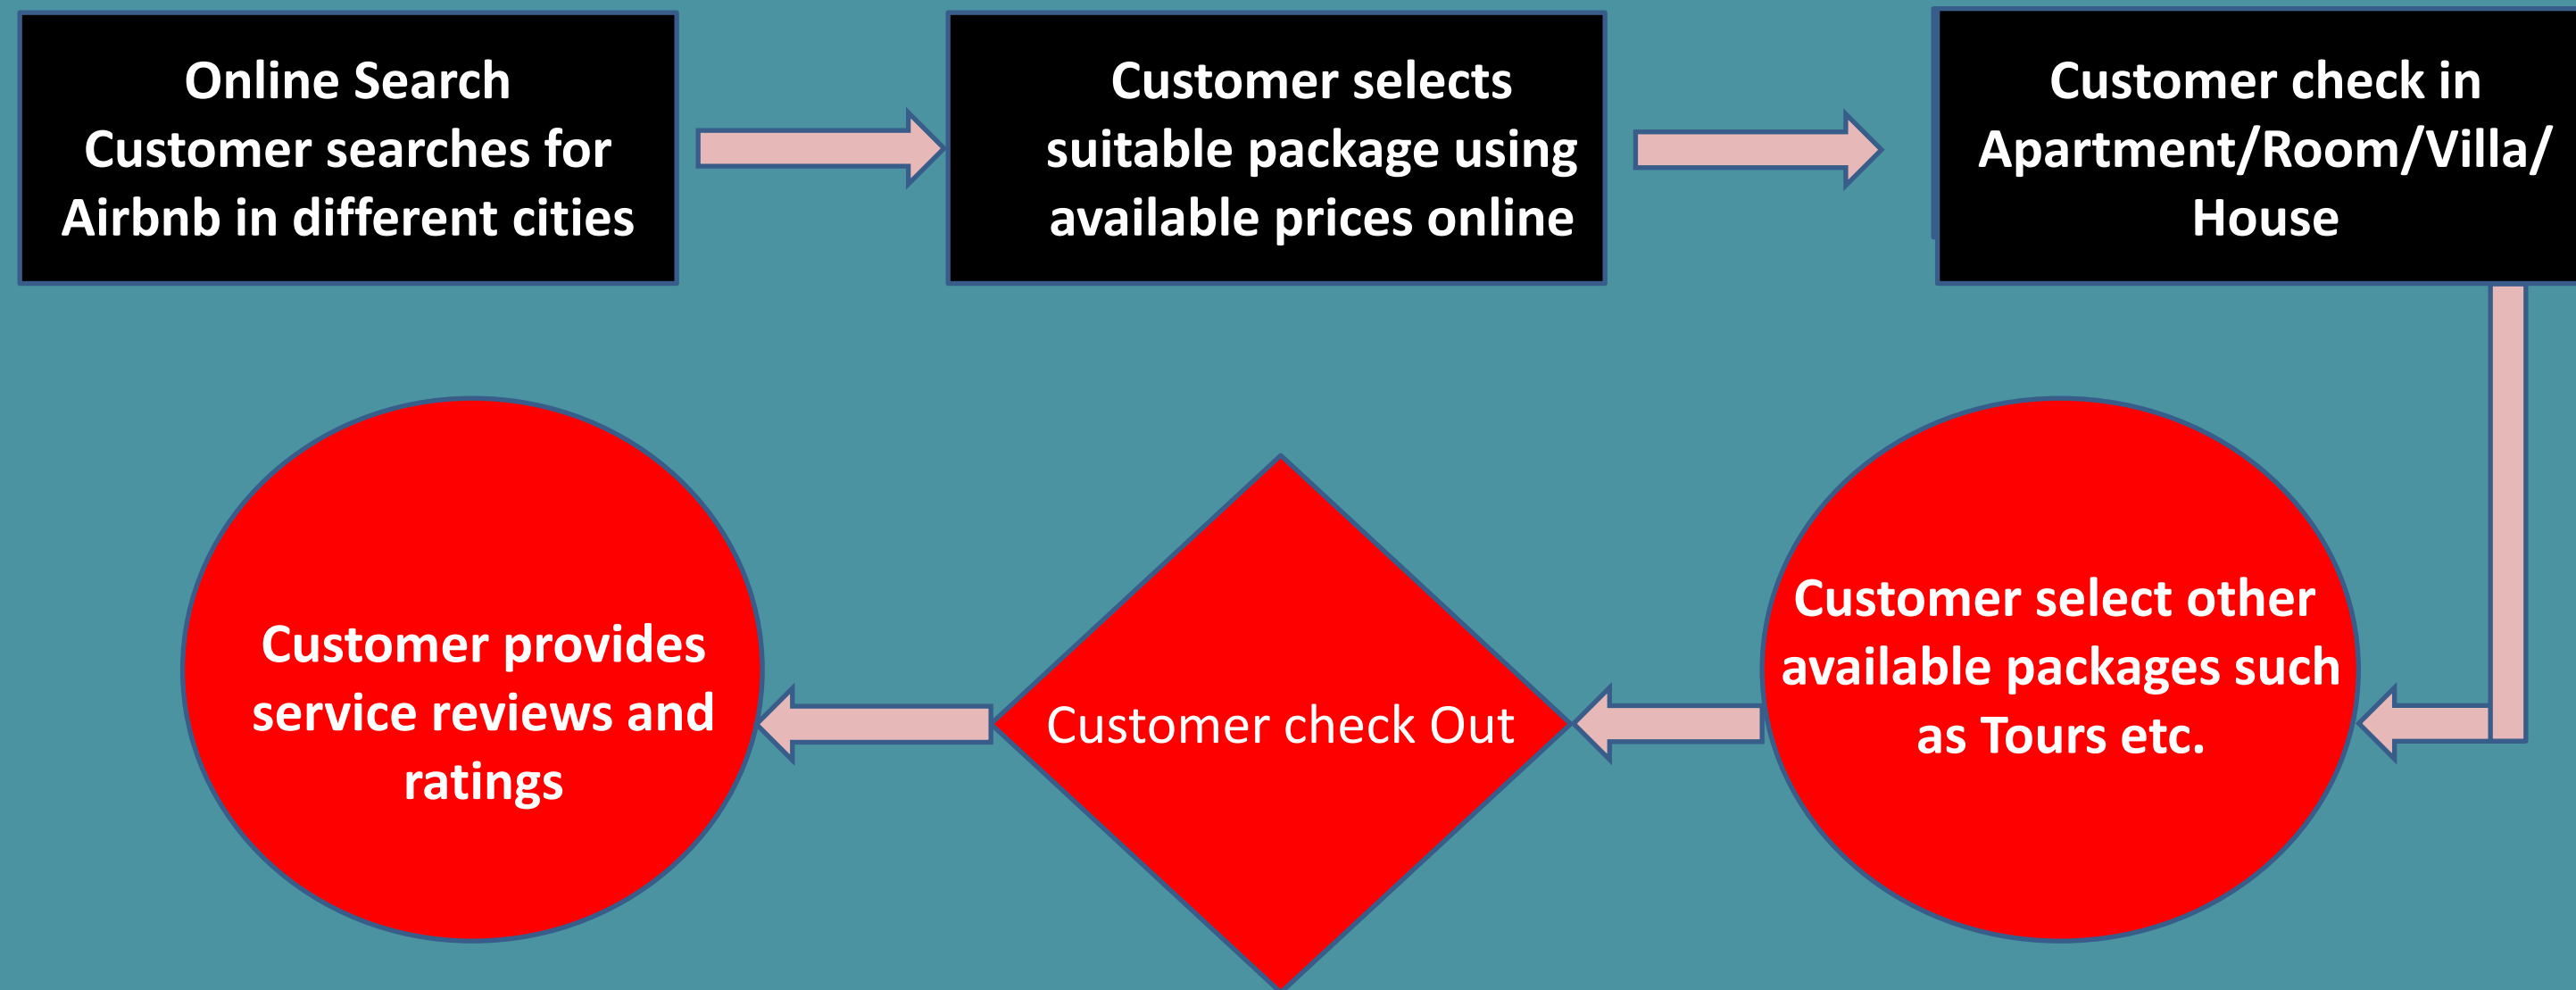 Online Search
Customer searches for
Airbnb in different cities
Customer selects
suitable package using
available prices online
Customer check in
Apartment/Room/Villa/
House
Customer select other
available packages such
as Tours etc.
Customer check Out
Customer provides
service reviews and
ratings